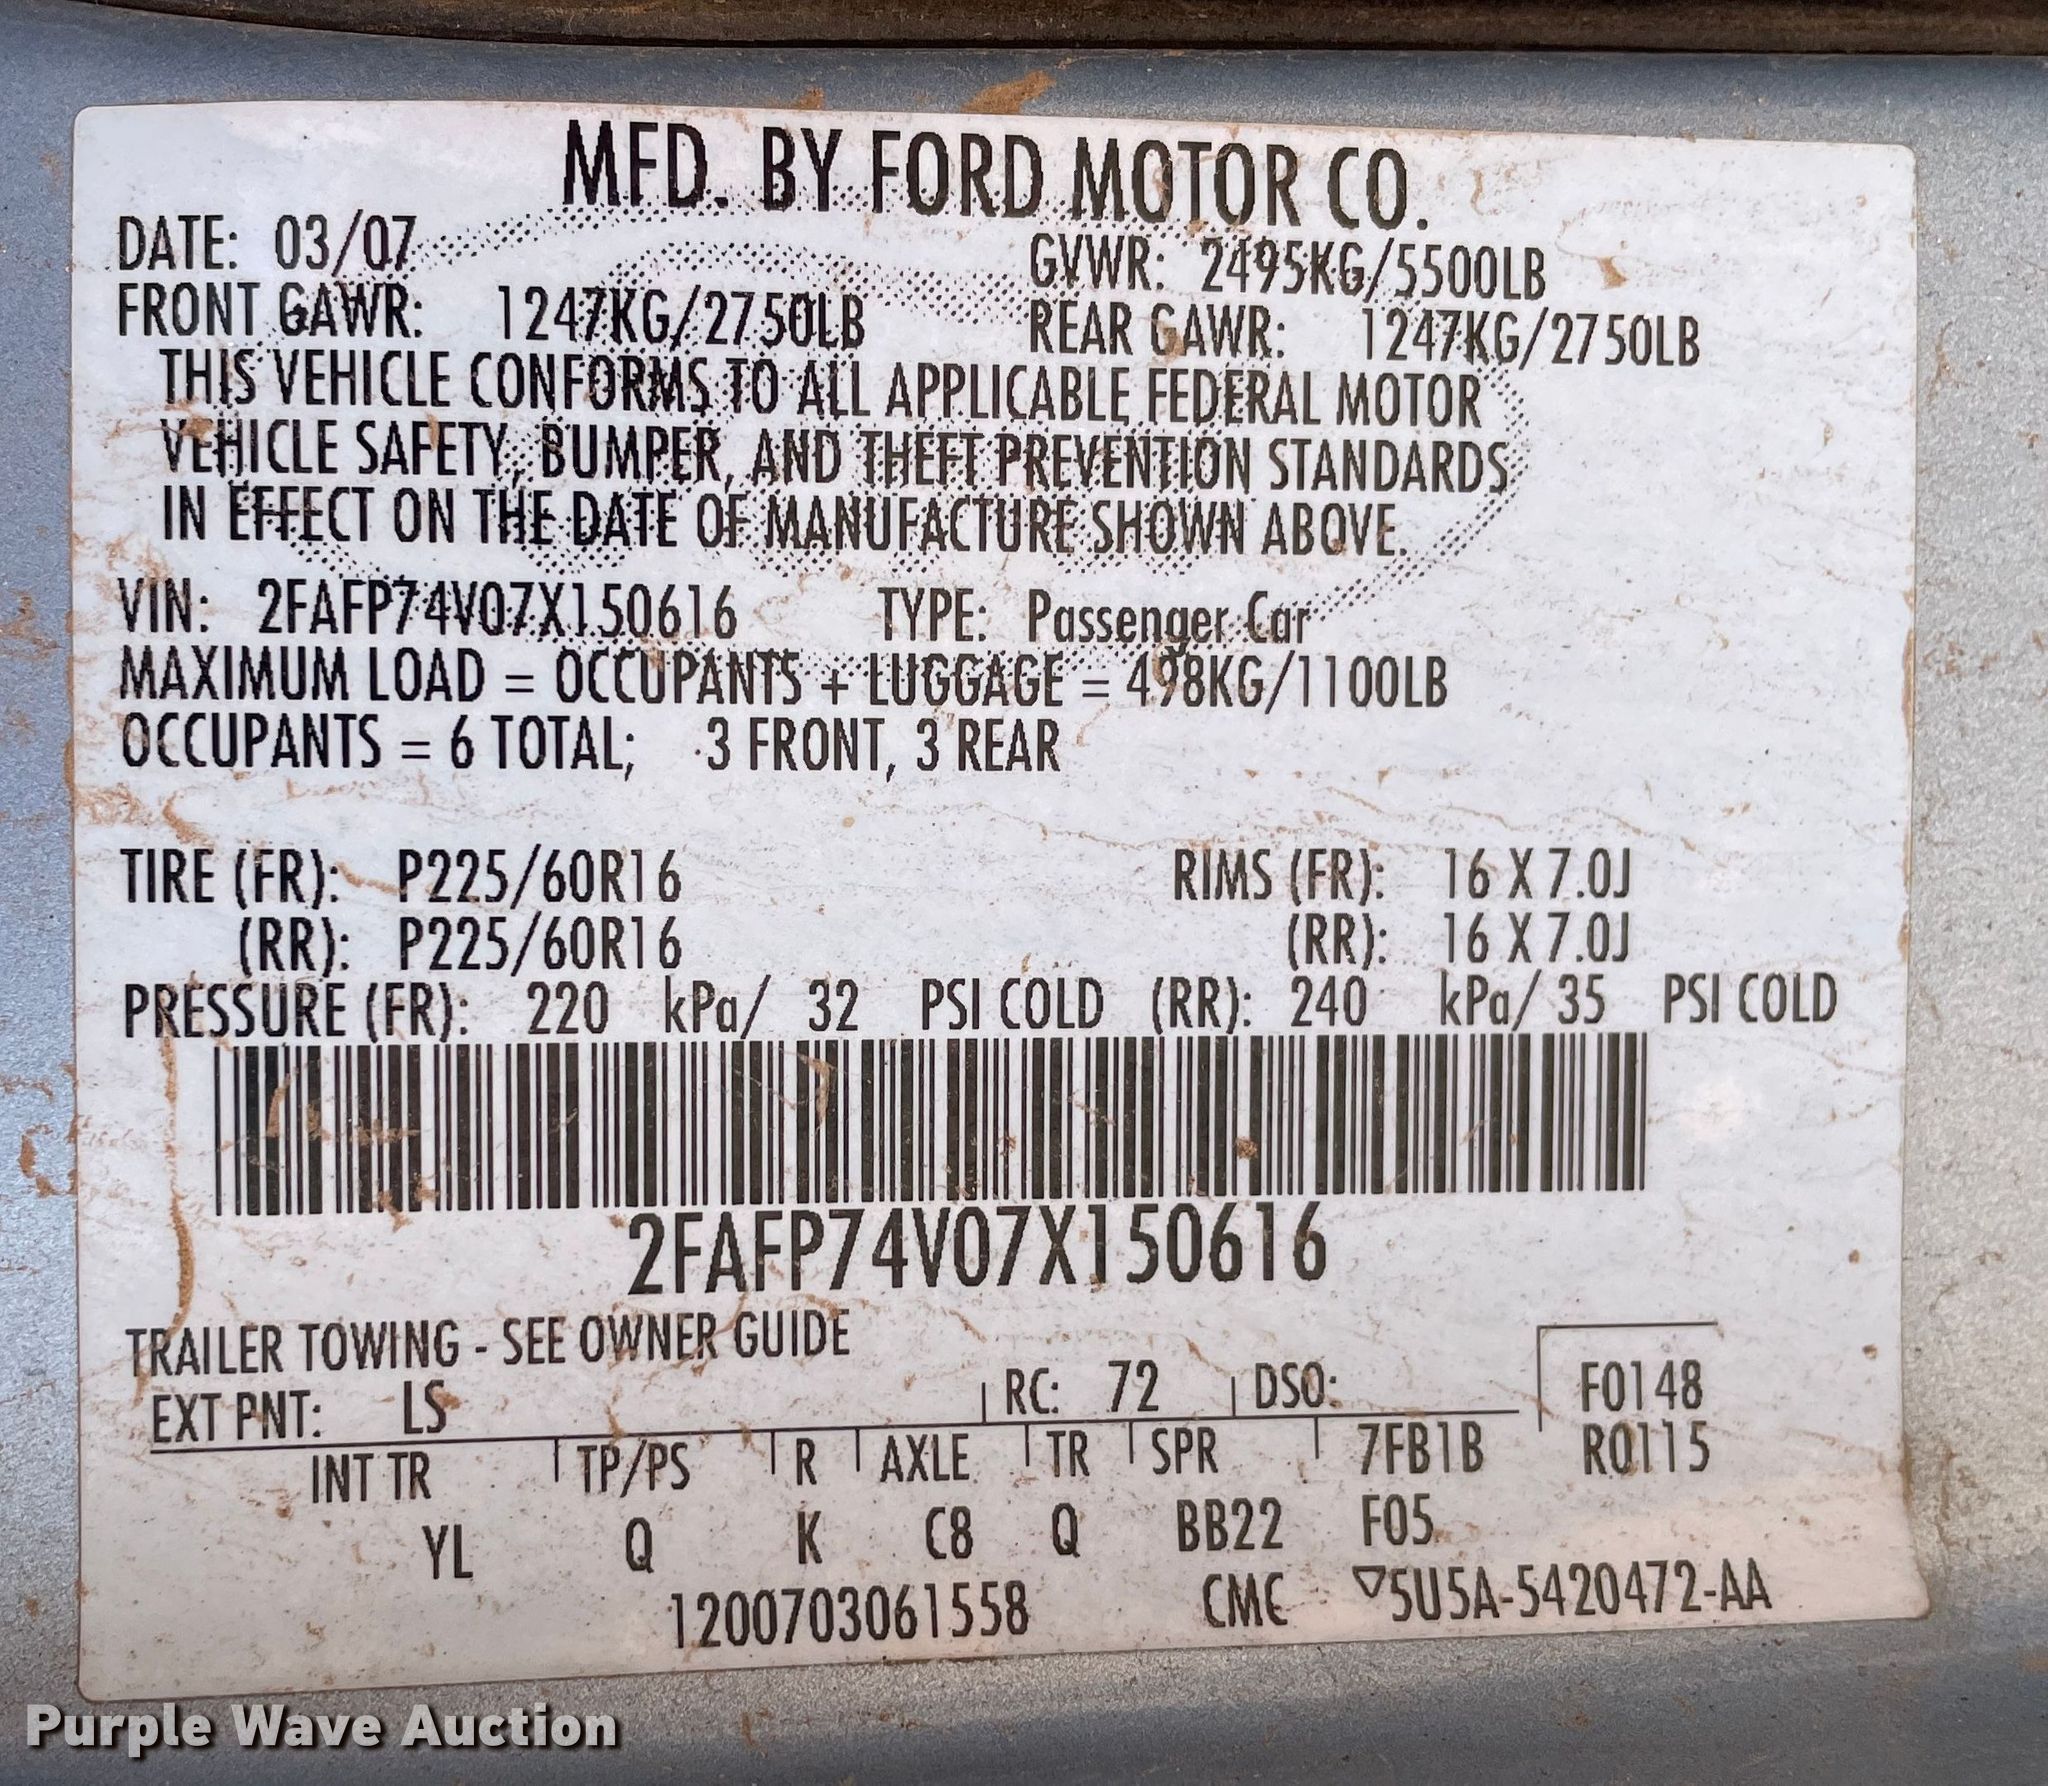 MFD. BY FORD MOTOR CO.
DATE: 03/07 GVWR: 2495KG/5500LB
FRONT GAWR: 1247KG/2750LB REAR GAWR: 1247KG/2750LB
THIS VEHICLE CONFORMS TO ALL APPLICABLE FEDERAL MOTOR
VEHICLE SAFETY, BUMPER, AND THEFT PREVENTION STANDARDS
IN EFFECT ON THE DATE OF MANUFACTURE SHOWN ABOVE.
VIN: 2FAFP74V07X150616 TYPE: Passenger Car
MAXIMUM LOAD = OCCUPANTS + LUGGAGE = 498KG/1100LB
OCCUPANTS = 6 TOTAL; 3 FRONT, 3 REAR
TIRE (FR): P225/60R16 RIMS (FR): 16 X 7.0J
(RR): P225/60R16 (RR): 16 X 7.0J
PRESSURE (FR): 220 kPa/ 32 PSI COLD (RR): 240 kPa/ 35 PSI COLD
2FAFP74V07X150616
TRAILER TOWING - SEE OWNER GUIDE
EXT PNT: LS RC: 72 DSO: F0148
INT TR TP/PS R AXLE TR SPR 7FB1B R0115
YL Q K C8 Q BB22 F05
1200703061558 CMC ▽5U5A-5420472-AA
Purple Wave Auction